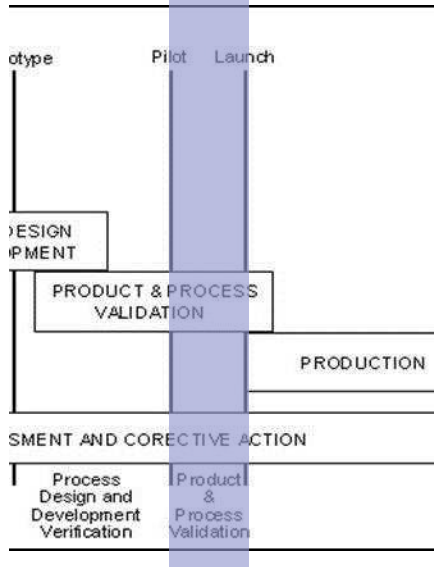 otype Pilot Launch
DESIGN
OPMENT
PRODUCT & PROCESS
VALIDATION
PRODUCTION
SMENT AND CORECTIVE ACTION
Process Product
Design and &
Development Process
Verification Validation